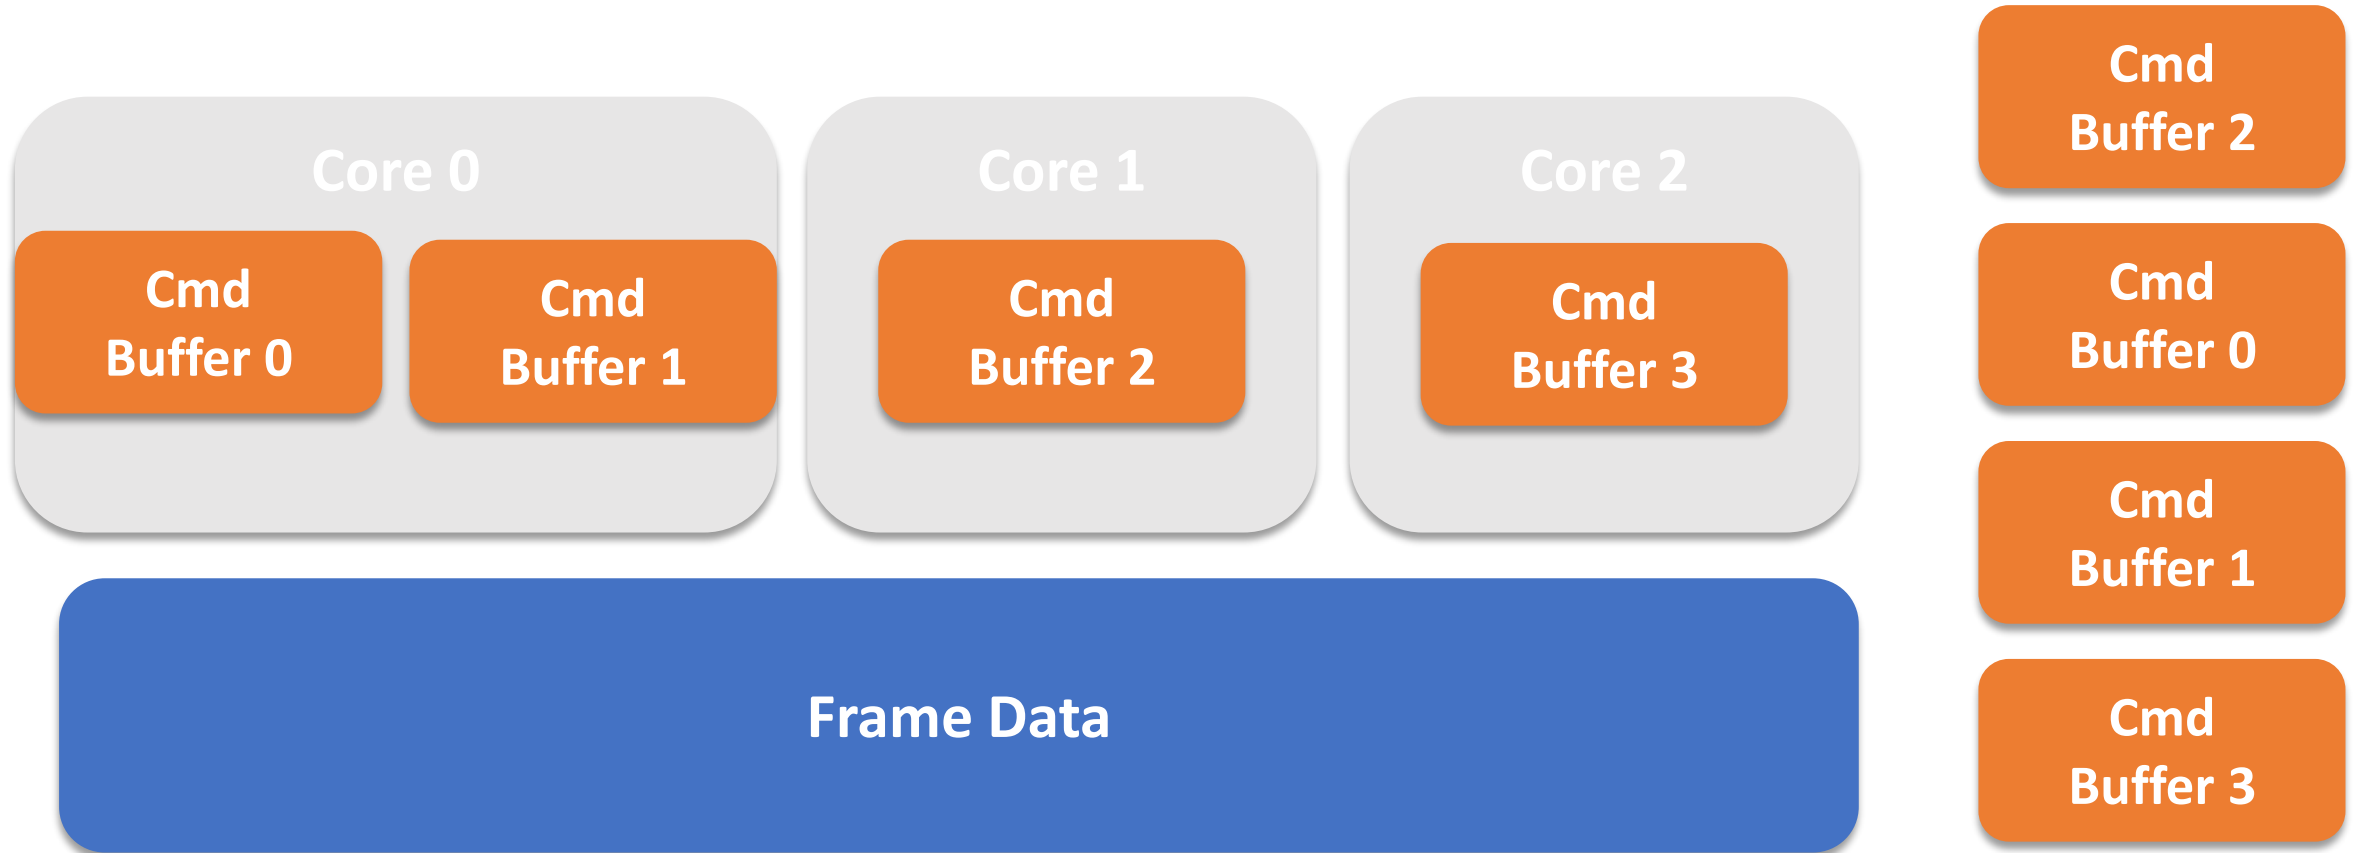 Core 0
Cmd
Buffer 0
Cmd
Buffer 1
Core 1
Cmd
Buffer 2
Core 2
Cmd
Buffer 3
Frame Data
Cmd
Buffer 2
Cmd
Buffer 0
Cmd
Buffer 1
Cmd
Buffer 3